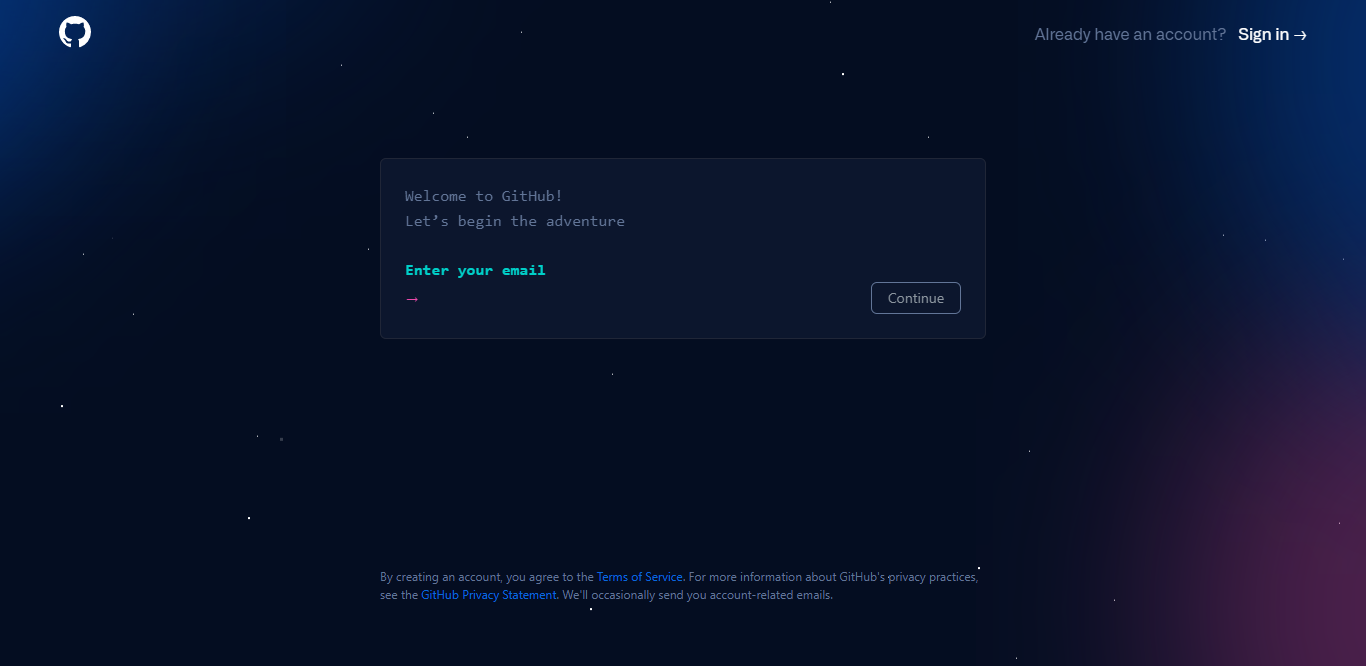 Already have an account? Sign in →
Welcome to GitHub!
Let’s begin the adventure
Enter your email
→
Continue
By creating an account, you agree to the Terms of Service. For more information about GitHub's privacy practices,
see the GitHub Privacy Statement. We'll occasionally send you account-related emails.